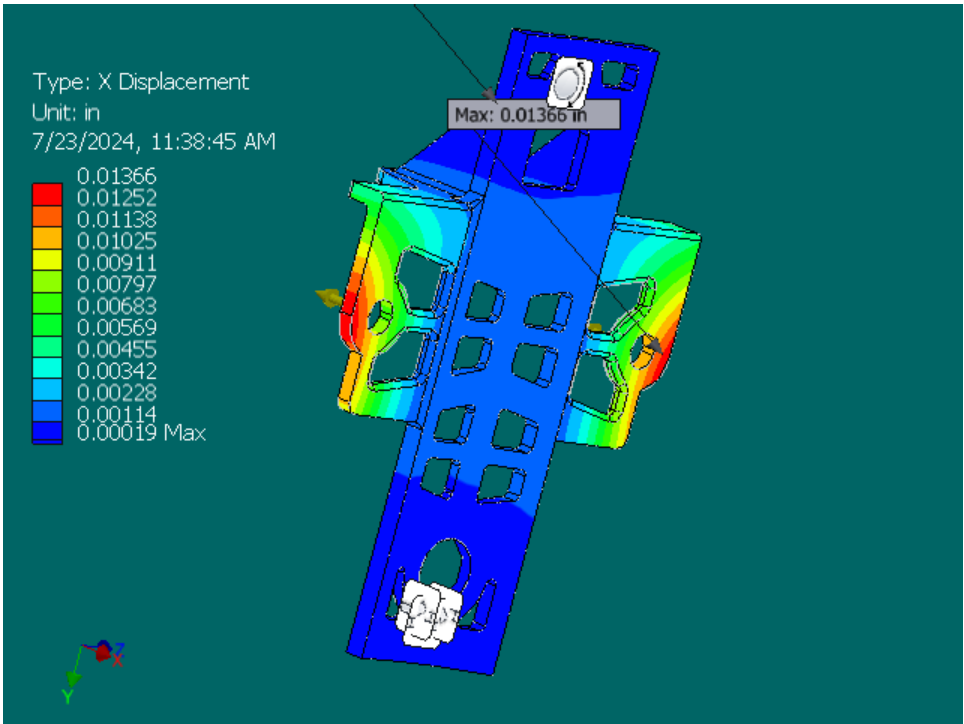 Type: X Displacement
Unit: in
7/23/2024, 11:38:45 AM
0.01366
0.01252
0.01138
0.01025
0.00911
0.00797
0.00683
0.00569
0.00455
0.00342
0.00228
0.00114
0.00019 Max
Max: 0.01366 in
Z
X
Y